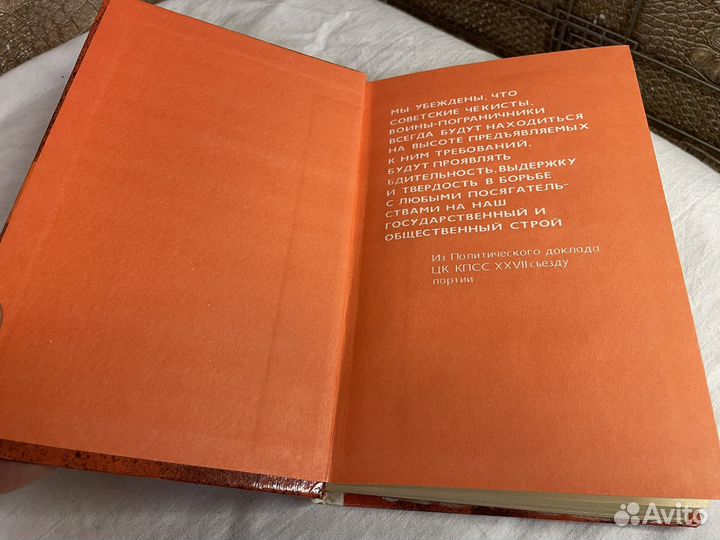 МЫ УБЕЖДЕНЫ, ЧТО
СОВЕТСКИЕ ЧЕКИСТЫ,
ВОИНЫ-ПОГРАНИЧНИКИ
ВСЕГДА БУДУТ НАХОДИТЬСЯ
НА ВЫСОТЕ ПРЕДЪЯВЛЯЕМЫХ
К НИМ ТРЕБОВАНИЙ,
БУДУТ ПРОЯВЛЯТЬ
БДИТЕЛЬНОСТЬ, ВЫДЕРЖКУ
И ТВЕРДОСТЬ В БОРЬБЕ
С ЛЮБЫМИ ПОСЯГАТЕЛЬ-
СТВАМИ НА НАШ
ГОСУДАРСТВЕННЫЙ И
ОБЩЕСТВЕННЫЙ СТРОЙ
Из Политического доклада
ЦК КПСС XXVII съезду
партии
Avito